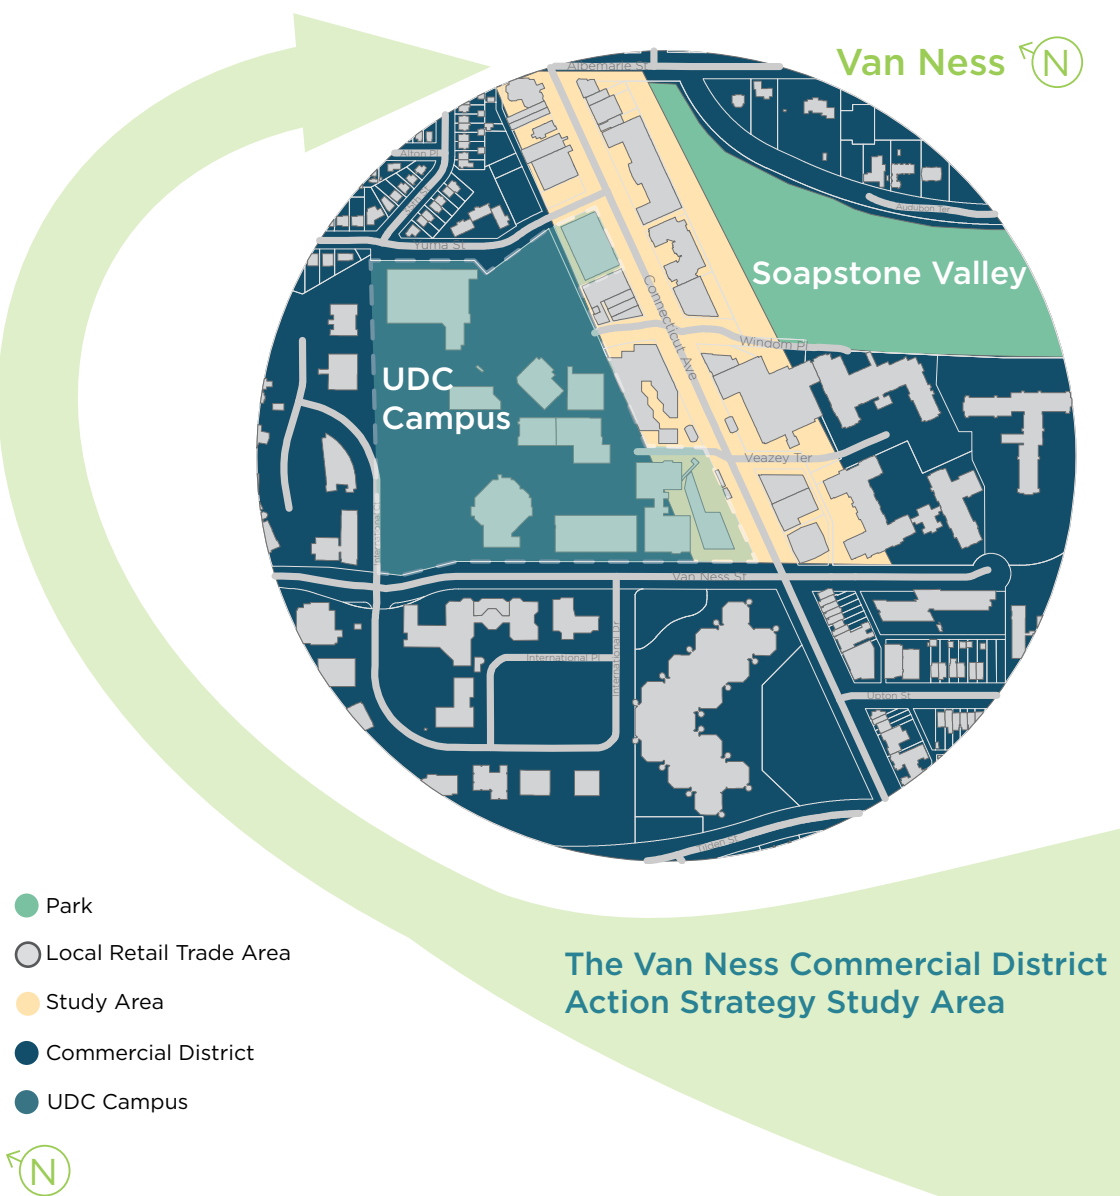 Van Ness
N
Albemarle St
Alton Pl
Audubon Ter
Yuma St
Soapstone Valley
Connecticut Ave
Windom Pl
UDC
Campus
Veazey Ter
International Ct
Van Ness St
International Dr
International Pl
Upton St
Tilden St
Park
Local Retail Trade Area
Study Area
Commercial District
UDC Campus
N
The Van Ness Commercial District
Action Strategy Study Area